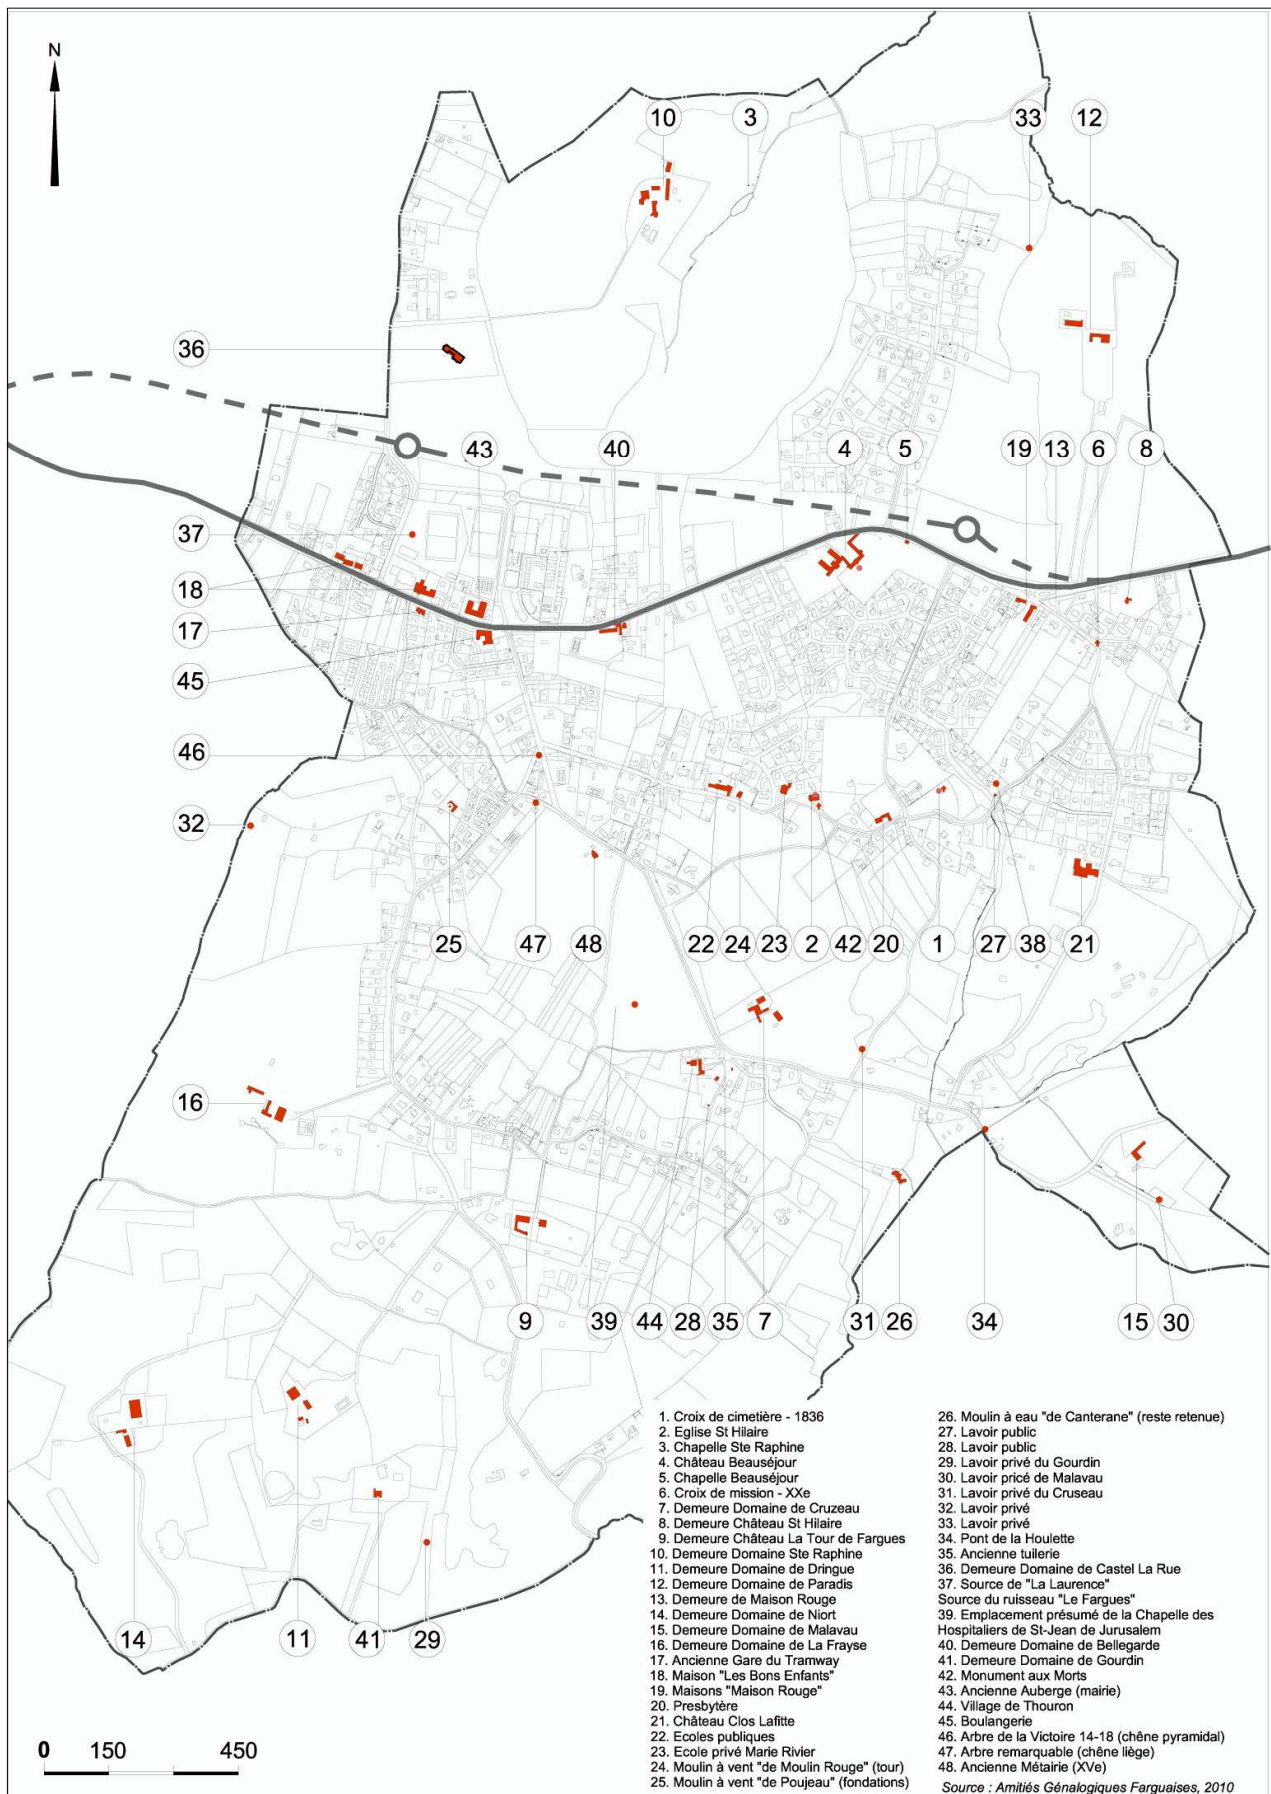 N
10
3
33
12
36
43
40
4
5
19
13
6
8
37
18
17
45
46
32
25
47
48
22
24
23
2
42
20
1
27
38
21
16
9
39
44
28
35
7
31
26
34
15
30
14
11
41
29
0 150 450
1. Croix de cimetière - 1836
2. Eglise St Hilaire
3. Chapelle Ste Raphine
4. Château Beauséjour
5. Chapelle Beauséjour
6. Croix de mission - XXe
7. Demeure Domaine de Cruzeau
8. Demeure Château St Hilaire
9. Demeure Château La Tour de Fargues
10. Demeure Domaine Ste Raphine
11. Demeure Domaine de Dringue
12. Demeure Domaine de Paradis
13. Demeure de Maison Rouge
14. Demeure Domaine de Niort
15. Demeure Domaine de Malavau
16. Demeure Domaine de La Frayse
17. Ancienne Gare du Tramway
18. Maison "Les Bons Enfants"
19. Maisons "Maison Rouge"
20. Presbytère
21. Château Clos Lafitte
22. Ecoles publiques
23. Ecole privé Marie Rivier
24. Moulin à vent "de Moulin Rouge" (tour)
25. Moulin à vent "de Poujeau" (fondations)
26. Moulin à eau "de Canterane" (reste retenue)
27. Lavoir public
28. Lavoir public
29. Lavoir privé du Gourdin
30. Lavoir pricé de Malavau
31. Lavoir privé du Cruseau
32. Lavoir privé
33. Lavoir privé
34. Pont de la Houlette
35. Ancienne tuilerie
36. Demeure Domaine de Castel La Rue
37. Source de "La Laurence"
Source du ruisseau "Le Fargues"
39. Emplacement présumé de la Chapelle des
Hospitaliers de St-Jean de Jurusalem
40. Demeure Domaine de Bellegarde
41. Demeure Domaine de Gourdin
42. Monument aux Morts
43. Ancienne Auberge (mairie)
44. Village de Thouron
45. Boulangerie
46. Arbre de la Victoire 14-18 (chêne pyramidal)
47. Arbre remarquable (chêne liège)
48. Ancienne Métairie (XVe)
Source : Amitiés Génalogiques Farguaises, 2010